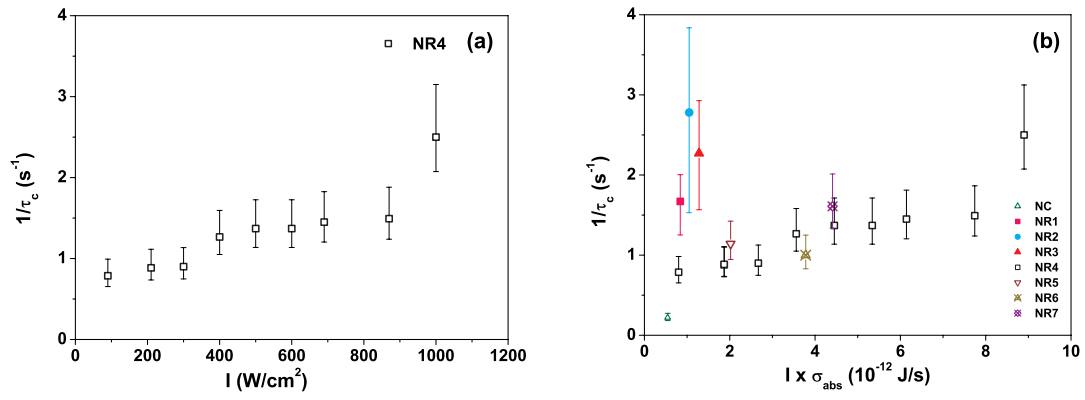 4
3
2
1
0
0 200 400 600 800 1000 1200
1/τc (s-1)
I (W/cm2)
NR4
(a)
4
3
2
1
0
0 2 4 6 8 10
1/τc (s-1)
I x σabs (10-12 J/s)
(b)
NC
NR1
NR2
NR3
NR4
NR5
NR6
NR7